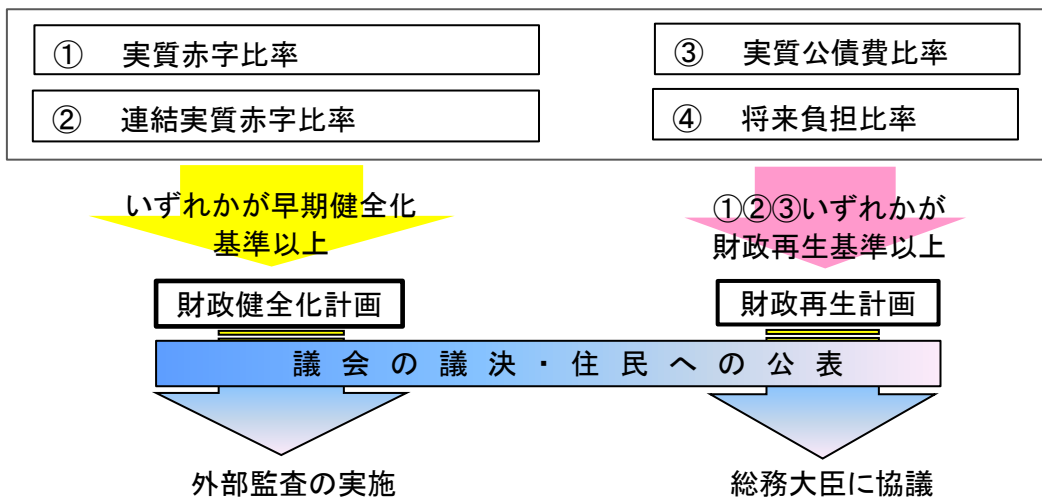 ① 実質赤字比率
③ 実質公債費比率
② 連結実質赤字比率
④ 将来負担比率
いずれかが早期健全化
基準以上
①②③いずれかが
財政再生基準以上
財政健全化計画
財政再生計画
議会の議決・住民への公表
外部監査の実施
総務大臣に協議